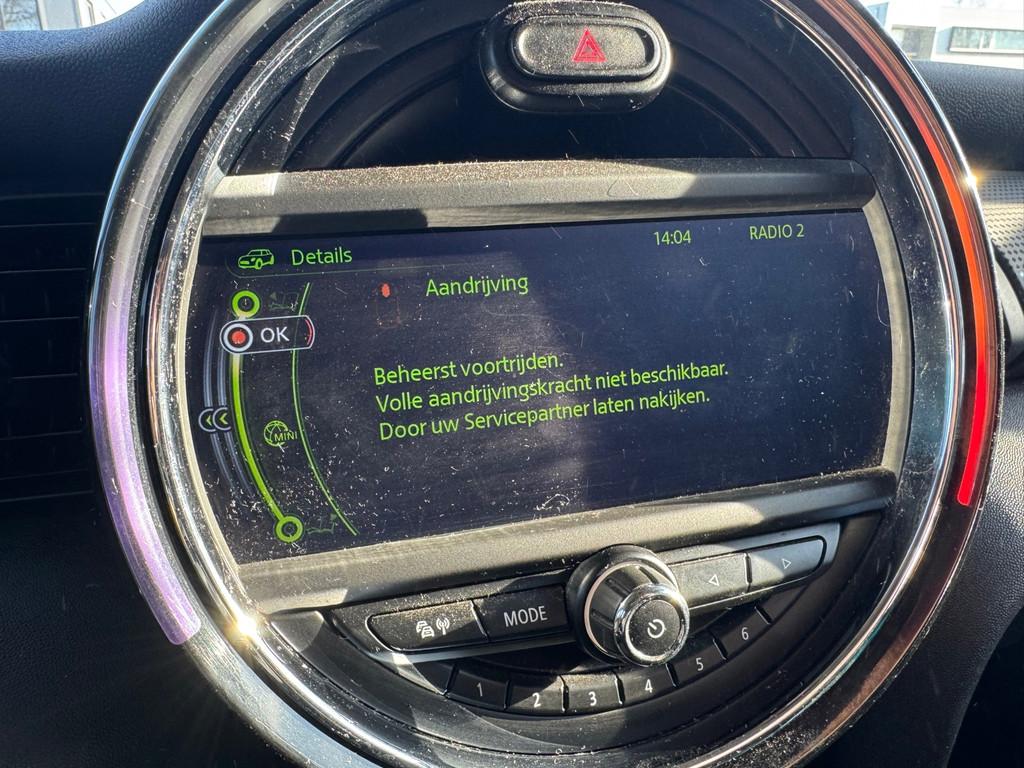 Details
14:04
RADIO 2
Aandrijving
OK
Beheerst voortrijden.
Volle aandrijvingskracht niet beschikbaar.
Door uw Servicepartner laten nakijken.
MINI
MODE
1 2 3 4 5 6